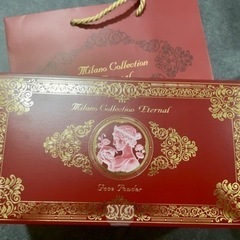 Milano Collection
Milano Collection Eternal
Face Powder